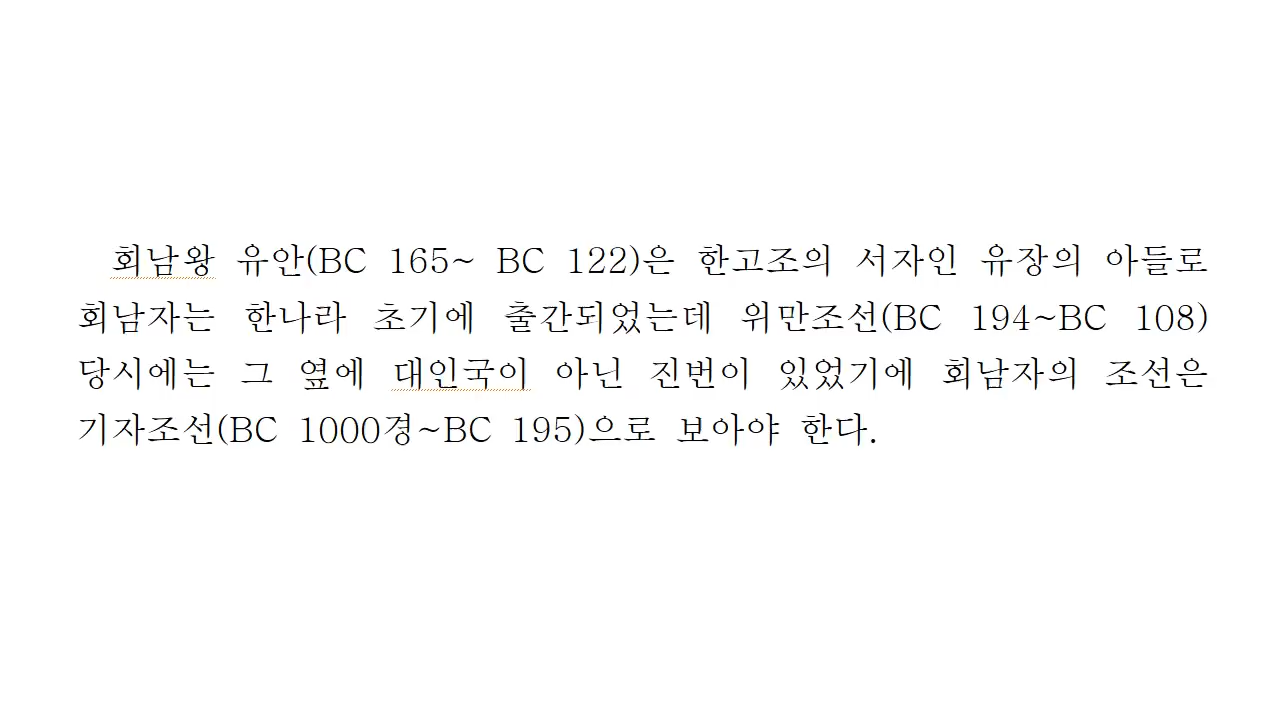 회남왕 유안(BC 165~ BC 122)은 한고조의 서자인 유장의 아들로
회남자는 한나라 초기에 출간되었는데 위만조선(BC 194~BC 108)
당시에는 그 옆에 대인국이 아닌 진번이 있었기에 회남자의 조선은
기자조선(BC 1000경~BC 195)으로 보아야 한다.